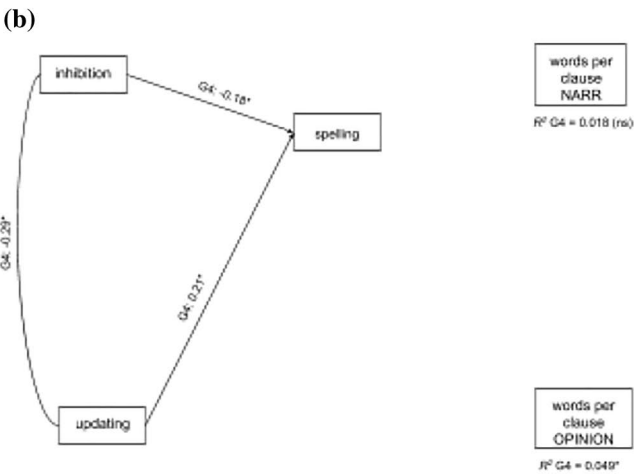 (b)
inhibition
G4: -0.18*
words per
clause
NARR
R² G4 = 0.018 (ns)
spelling
G4: -0.29*
G4: 0.21*
updating
words per
clause
OPINION
R² G4 = 0.049*